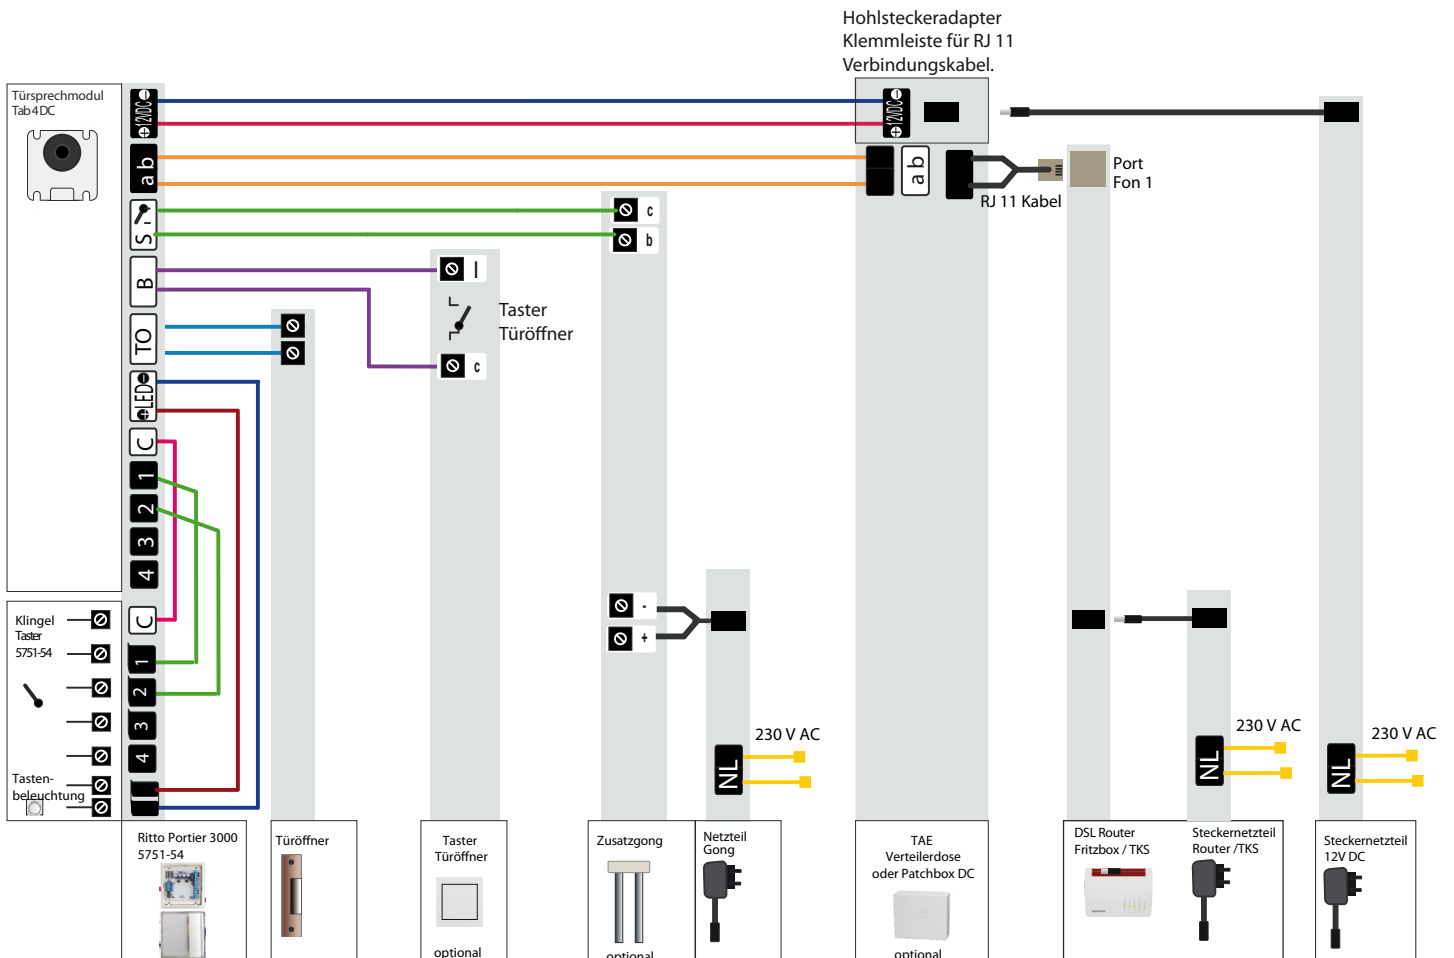 Hohlsteckeradapter
Klemmleiste für RJ 11
Verbindungskabel.
Türsprechmodul
Tab4DC
12VDC
12VDC
a b
a b
Port
Fon 1
RJ 11 Kabel
S
c
b
B
l
Taster
Türöffner
c
TO
LED
C
1
2
3
4
-
+
Klingel
Taster
5751-54
C
1
2
3
4
Tasten-
beleuchtung
230 V AC
NL
230 V AC
NL
230 V AC
NL
Ritto Portier 3000
5751-54
Türöffner
Taster
Türöffner
optional
Zusatzgong
optional
Netzteil
Gong
TAE
Verteilerdose
oder Patchbox DC
optional
DSL Router
Fritzbox / TKS
Steckernetzteil
Router /TKS
Steckernetzteil
12V DC